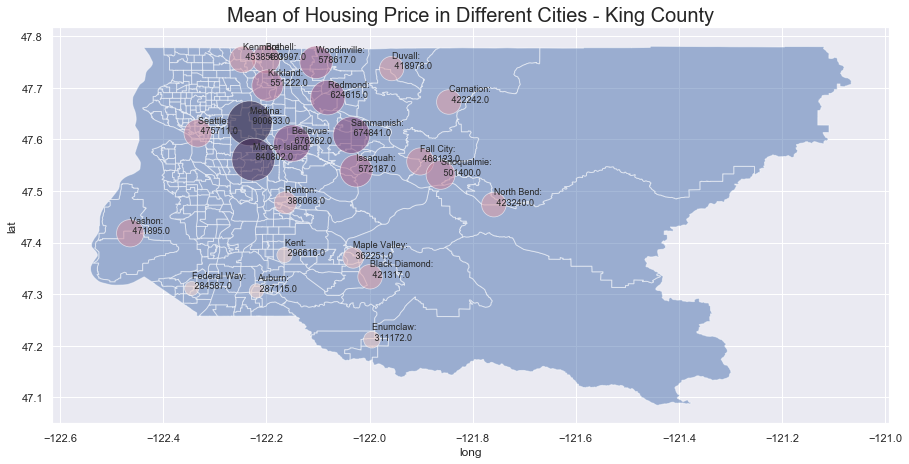 Mean of Housing Price in Different Cities - King County
47.8
47.7
47.6
47.5
47.4
47.3
47.2
47.1
lat
Kenmore:
Bothell:
Woodinville:
578617.0
Duvall:
418978.0
Kirkland:
551222.0
Redmond:
624615.0
Carnation:
422242.0
Medina:
900833.0
Seattle:
475711.0
Sammamish:
674841.0
Bellevue:
676262.0
Mercer Island:
840802.0
Issaquah:
572187.0
Fall City:
468123.0
Snoqualmie:
501400.0
Renton:
386068.0
North Bend:
423240.0
Vashon:
471895.0
Kent:
296616.0
Maple Valley:
362251.0
Black Diamond:
421317.0
Federal Way:
284587.0
Auburn:
287115.0
Enumclaw:
311172.0
−122.6
−122.4
−122.2
−122.0
−121.8
−121.6
−121.4
−121.2
−121.0
long